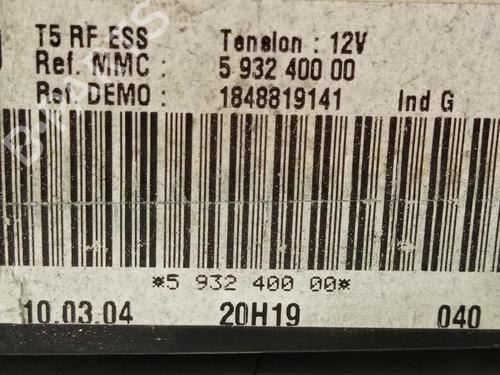 T5 RF ESS Tension : 12V
Ref. MMC : 5 932 400 00
Ref. DEMO : 1848819141 Ind G
*5 932 400 00*
10.03.04 20H19 040